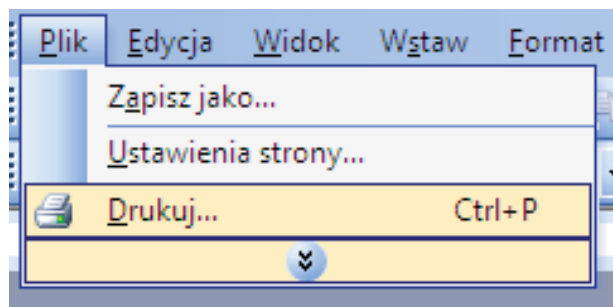 Plik Edycja Widok Wstaw Format
Zapisz jako...
Ustawienia strony...
Drukuj... Ctrl+P